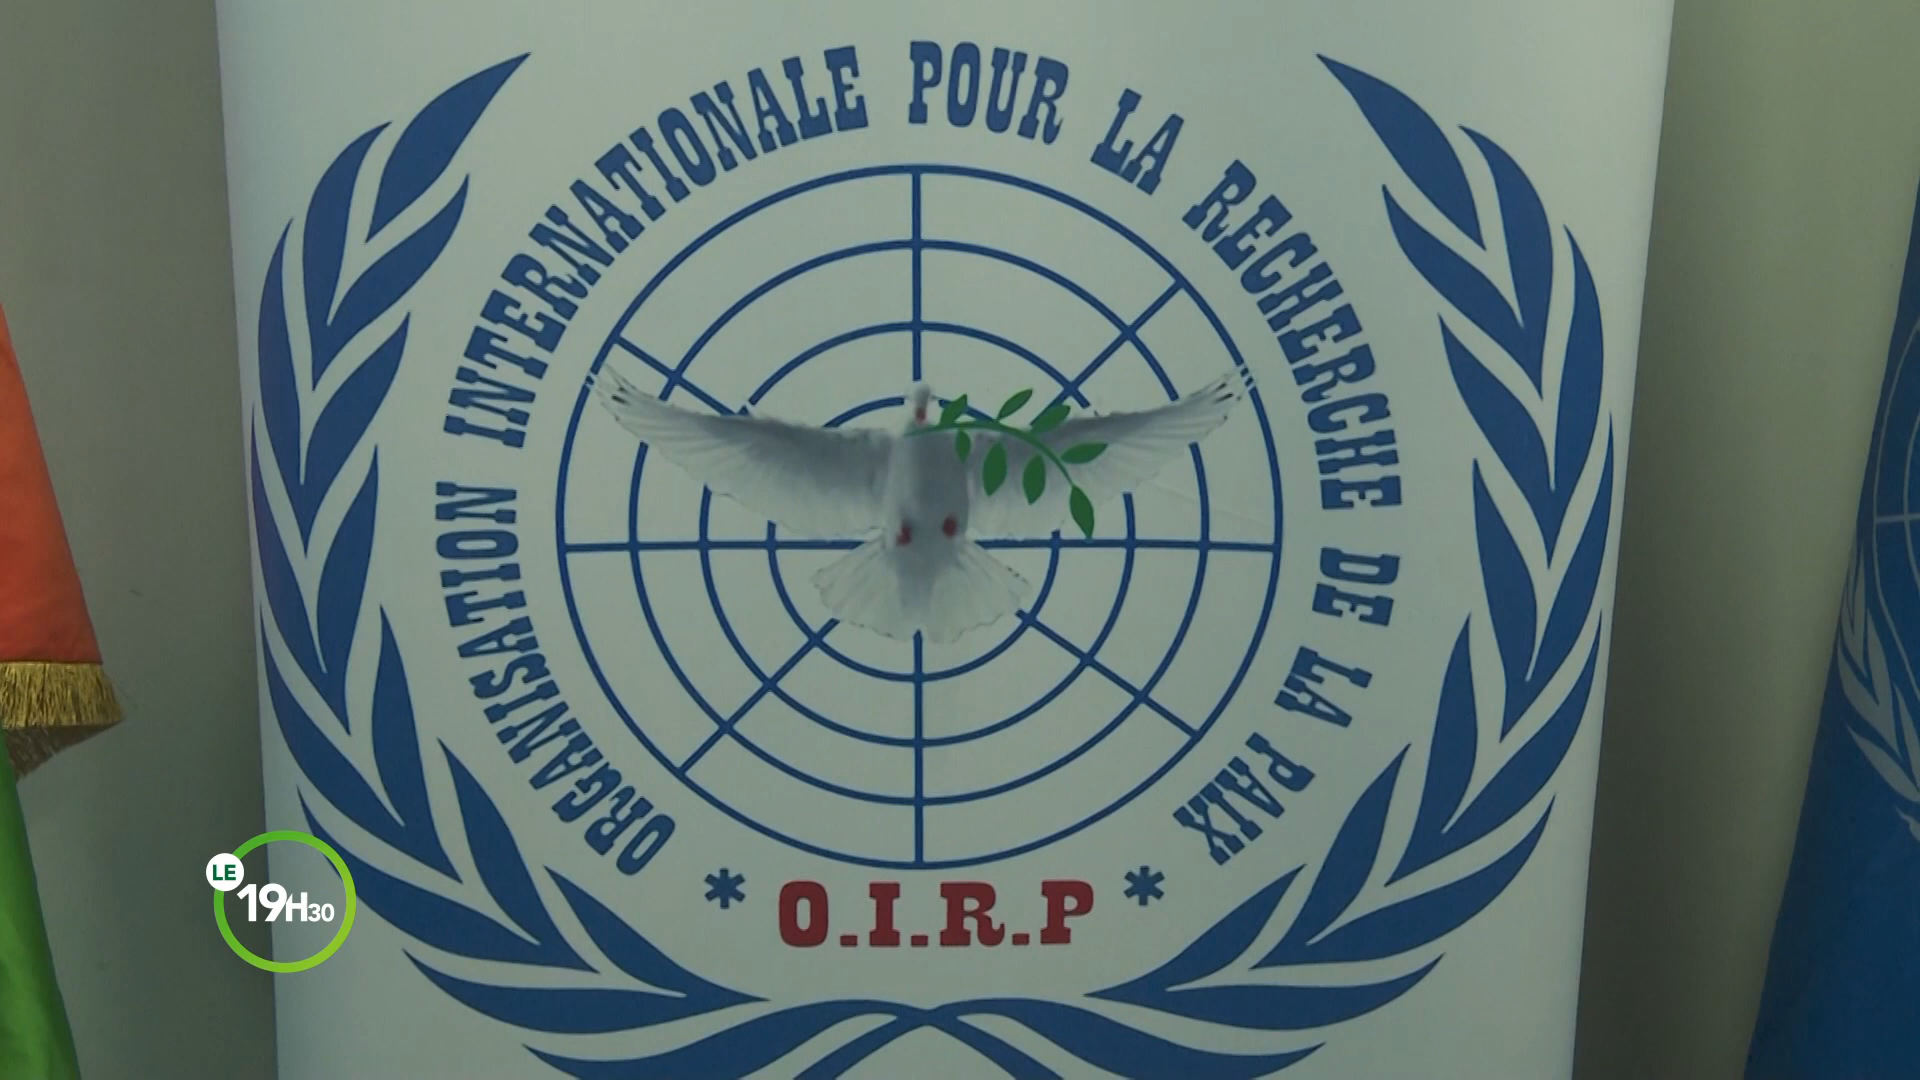 ORGANISATION INTERNATIONALE POUR LA RECHERCHE DE LA PAIX
* O.I.R.P *
LE
19H30